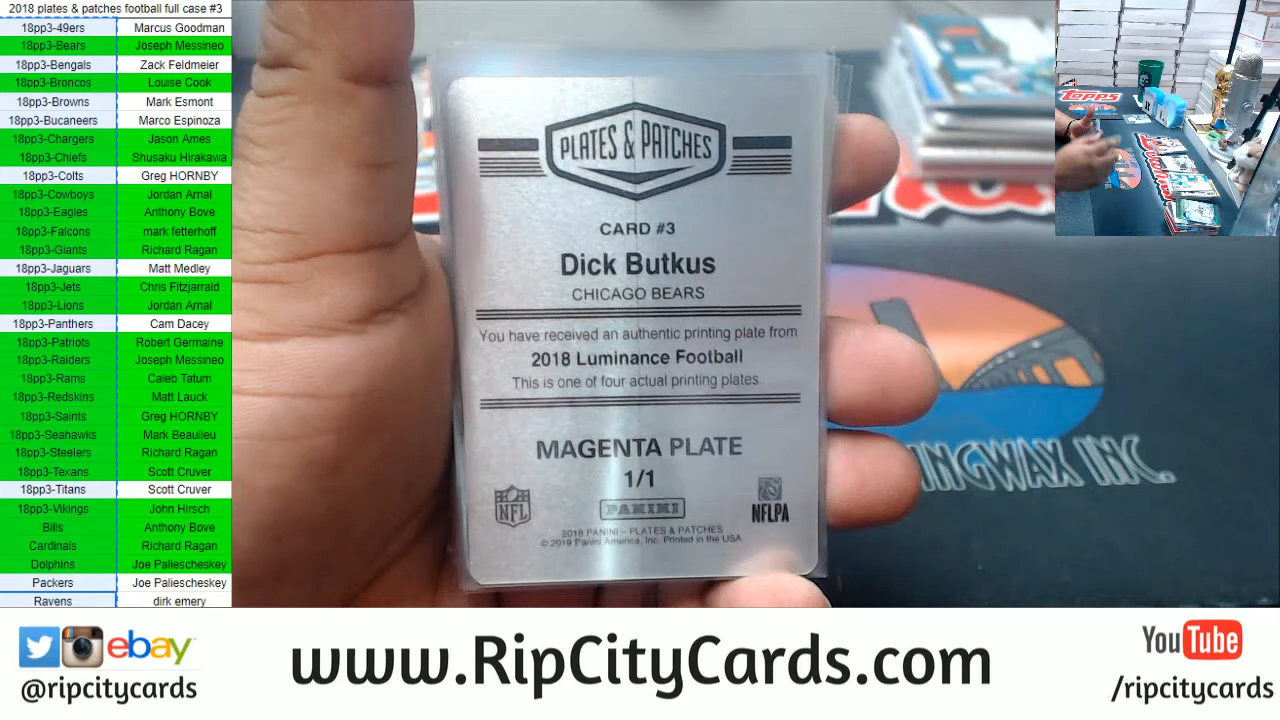 2018 plates & patches football full case #3
18pp3-49ers Marcus Goodman
18pp3-Bears Joseph Messineo
18pp3-Bengals Zack Feldmeier
18pp3-Broncos Louise Cook
18pp3-Browns Mark Esmont
18pp3-Bucaneers Marco Espinoza
18pp3-Chargers Jason Ames
18pp3-Chiefs Shusaku Hirakawa
18pp3-Colts Greg HORNBY
18pp3-Cowboys Jordan Arnal
18pp3-Eagles Anthony Bove
18pp3-Falcons mark fetterhoff
18pp3-Giants Richard Ragan
18pp3-Jaguars Matt Medley
18pp3-Jets Chris Fitzjarrald
18pp3-Lions Jordan Arnal
18pp3-Panthers Cam Dacey
18pp3-Patriots Robert Germaine
18pp3-Raiders Joseph Messineo
18pp3-Rams Caleb Tatum
18pp3-Redskins Matt Lauck
18pp3-Saints Greg HORNBY
18pp3-Seahawks Mark Beaulieu
18pp3-Steelers Richard Ragan
18pp3-Texans Scott Cruver
18pp3-Titans Scott Cruver
18pp3-Vikings John Hirsch
Bills Anthony Bove
Cardinals Richard Ragan
Dolphins Joe Paliescheskey
Packers Joe Paliescheskey
Ravens dirk emery
PLATES & PATCHES
CARD #3
Dick Butkus
CHICAGO BEARS
You have received an authentic printing plate from
2018 Luminance Football
This is one of four actual printing plates.
MAGENTA PLATE
1/1
NFL
PANINI
NFLPA
2018 PANINI – PLATES & PATCHES
© 2019 Panini America, Inc. Printed in the USA.
INGWAX INC.
Topps
ebay
@ripcitycards
www.RipCityCards.com
YouTube
/ripcitycards